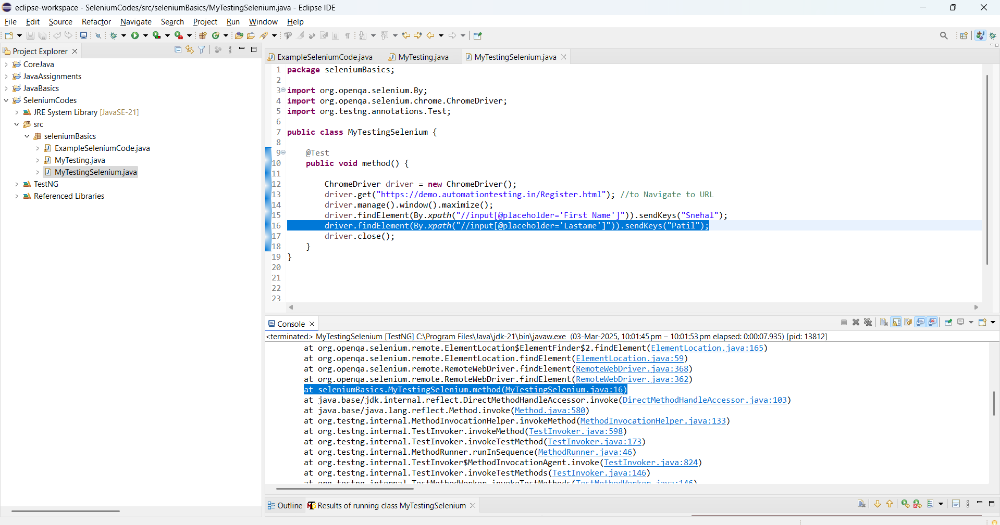 eclipse-workspace - SeleniumCodes/src/seleniumBasics/MyTestingSelenium.java - Eclipse IDE
File Edit Source Refactor Navigate Search Project Run Window Help
Project Explorer
CoreJava
JavaAssignments
JavaBasics
SeleniumCodes
JRE System Library [JavaSE-21]
src
seleniumBasics
ExampleSeleniumCode.java
MyTesting.java
MyTestingSelenium.java
TestNG
Referenced Libraries
ExampleSeleniumCode.java MyTesting.java MyTestingSelenium.java
1 package seleniumBasics;
2
3 import org.openqa.selenium.By;
4 import org.openqa.selenium.chrome.ChromeDriver;
5 import org.testng.annotations.Test;
6
7 public class MyTestingSelenium {
8
9 @Test
10 public void method() {
11
12 ChromeDriver driver = new ChromeDriver();
13 driver.get("https://demo.automationtesting.in/Register.html"); //to Navigate to URL
14 driver.manage().window().maximize();
15 driver.findElement(By.xpath("//input[@placeholder='First Name']")).sendKeys("Snehal");
16 driver.findElement(By.xpath("//input[@placeholder='Lastame']")).sendKeys("Patil");
17 driver.close();
18 }
19 }
20
21
22
23
Console
<terminated> MyTestingSelenium [TestNG] C:\Program Files\Java\jdk-21\bin\javaw.exe (03-Mar-2025, 10:01:45 pm – 10:01:53 pm elapsed: 0:00:07.935) [pid: 13812]
at org.openqa.selenium.remote.ElementLocation$ElementFinder$2.findElement(ElementLocation.java:165)
at org.openqa.selenium.remote.ElementLocation.findElement(ElementLocation.java:59)
at org.openqa.selenium.remote.RemoteWebDriver.findElement(RemoteWebDriver.java:368)
at org.openqa.selenium.remote.RemoteWebDriver.findElement(RemoteWebDriver.java:362)
at seleniumBasics.MyTestingSelenium.method(MyTestingSelenium.java:16)
at java.base/jdk.internal.reflect.DirectMethodHandleAccessor.invoke(DirectMethodHandleAccessor.java:103)
at java.base/java.lang.reflect.Method.invoke(Method.java:580)
at org.testng.internal.MethodInvocationHelper.invokeMethod(MethodInvocationHelper.java:133)
at org.testng.internal.TestInvoker.invokeMethod(TestInvoker.java:598)
at org.testng.internal.TestInvoker.invokeTestMethod(TestInvoker.java:173)
at org.testng.internal.MethodRunner.runInSequence(MethodRunner.java:46)
at org.testng.internal.TestInvoker$MethodInvocationAgent.invoke(TestInvoker.java:824)
at org.testng.internal.TestInvoker.invokeTestMethods(TestInvoker.java:146)
at org.testng.internal.TestMethodWorker.invokeTestMethods(TestMethodWorker.java:146)
Outline Results of running class MyTestingSelenium